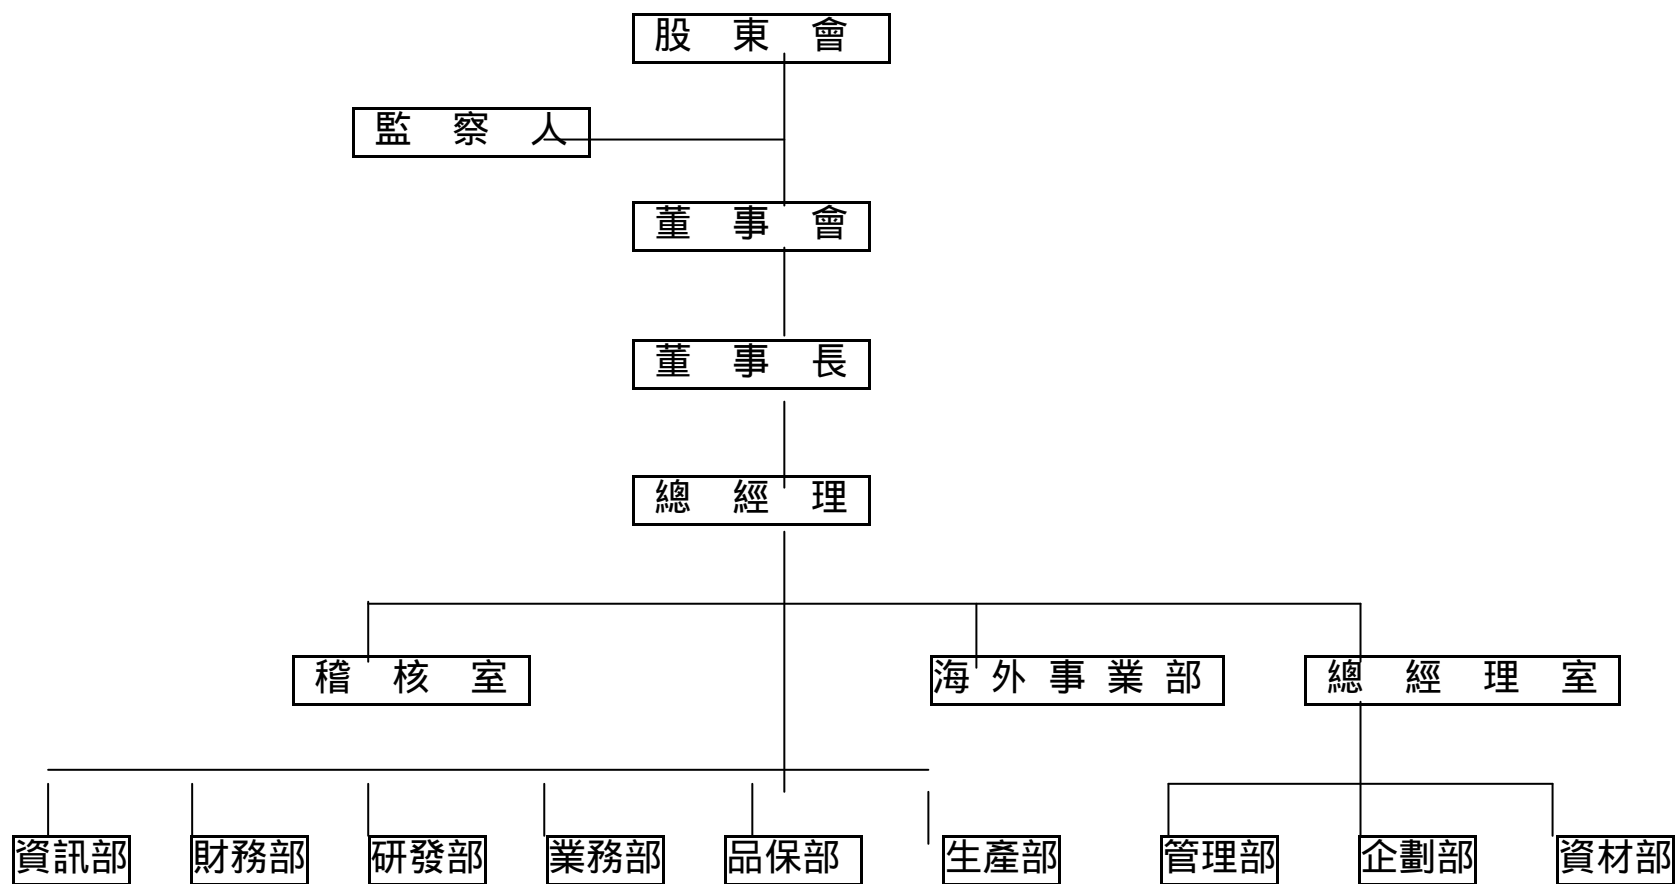 股 東 會
監 察 人
董 事 會
董 事 長
總 經 理
稽 核 室 海 外 事 業 部 總 經 理 室
資訊部 財務部 研發部 業務部 品保部 生產部 管理部 企劃部 資材部